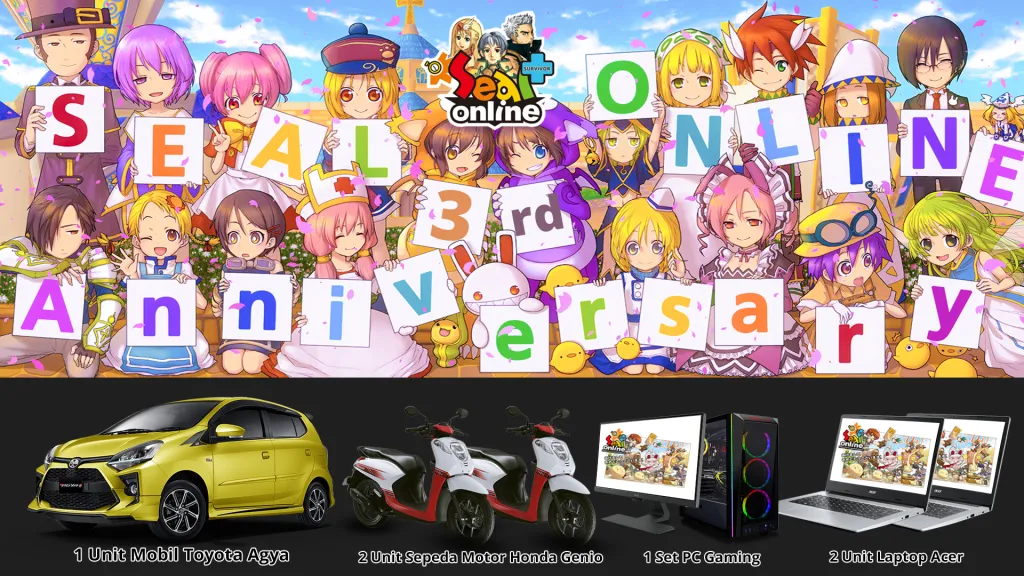 Seal
SURVIVOR
online
SEAL ONLINE
3rd
Anniversary
1 Unit Mobil Toyota Agya
2 Unit Sepeda Motor Honda Genio
1 Set PC Gaming
2 Unit Laptop Acer